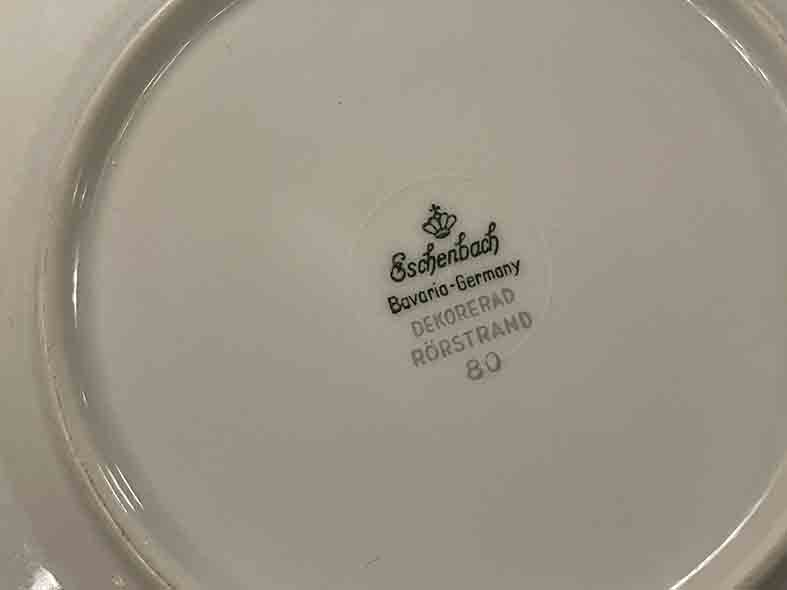 Eschenbach
Bavaria-Germany
DEKORERAD
RÖRSTRAND
80